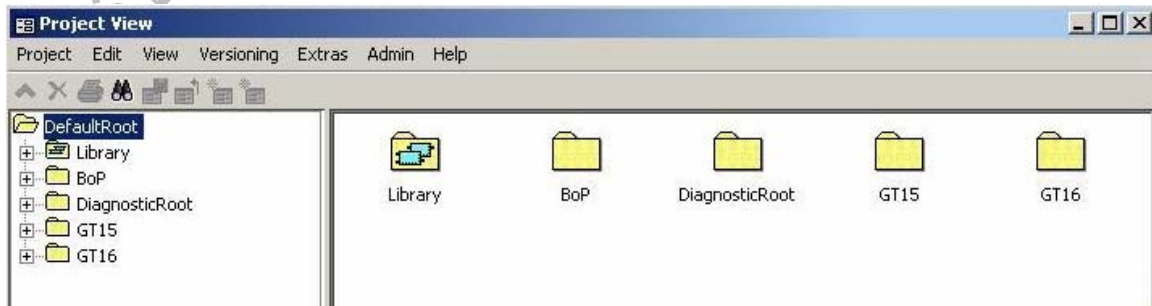 Project View
Project Edit View Versioning Extras Admin Help
DefaultRoot
Library
BoP
DiagnosticRoot
GT15
GT16
Library BoP DiagnosticRoot GT15 GT16